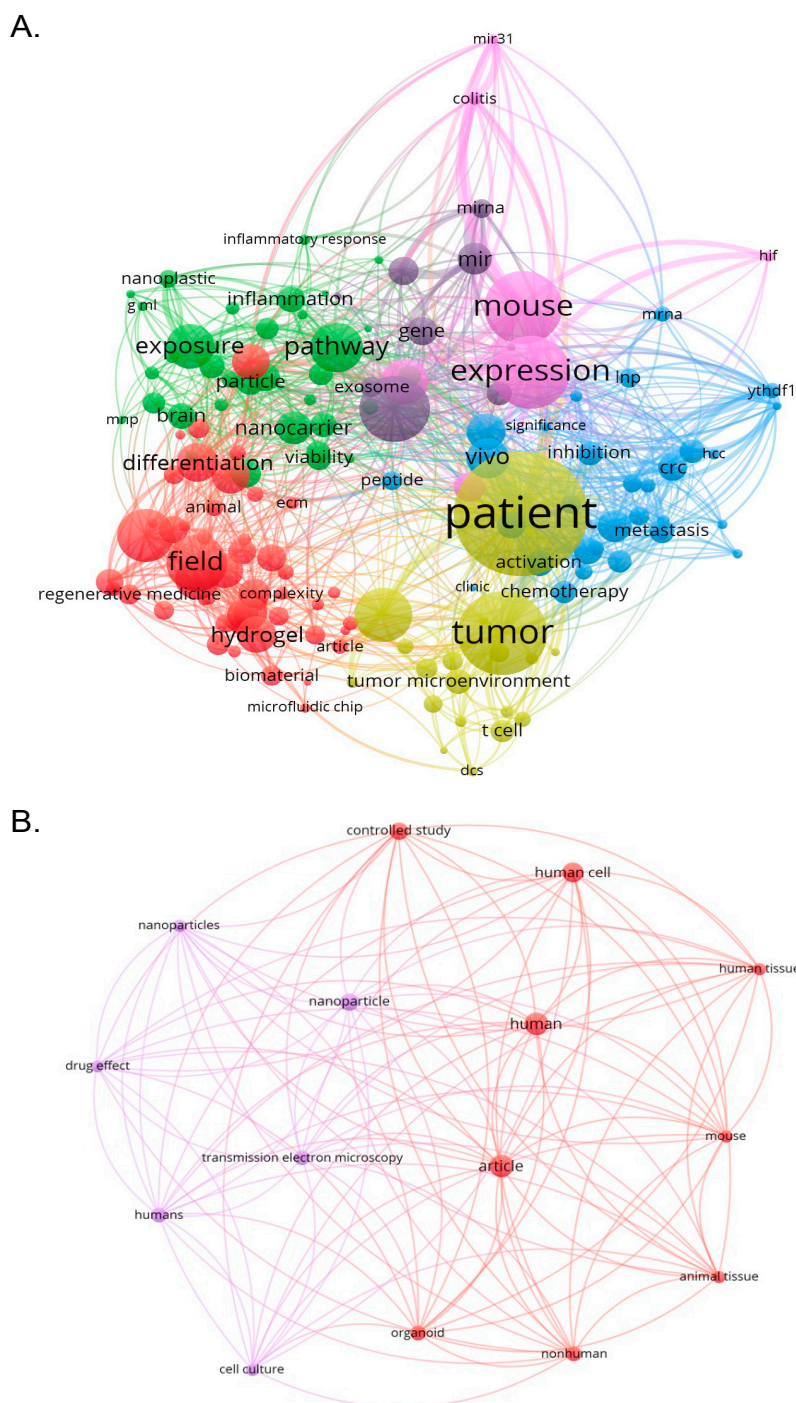 A.
mir31
colitis
mirna
inflammatory response
mir
hif
nanoplastic
inflammation
g ml
mouse
mrna
gene
exposure
pathway
expression
particle
exosome
lnp
ythdf1
mnp
brain
nanocarrier
significance
differentiation
viability
vivo
inhibition
hcc
crc
peptide
animal
ecm
patient
metastasis
field
activation
regenerative medicine
complexity
clinic
chemotherapy
hydrogel
article
tumor
biomaterial
tumor microenvironment
microfluidic chip
t cell
dcs
B.
controlled study
human cell
nanoparticles
human tissue
nanoparticle
human
drug effect
mouse
transmission electron microscopy
article
humans
animal tissue
organoid
nonhuman
cell culture